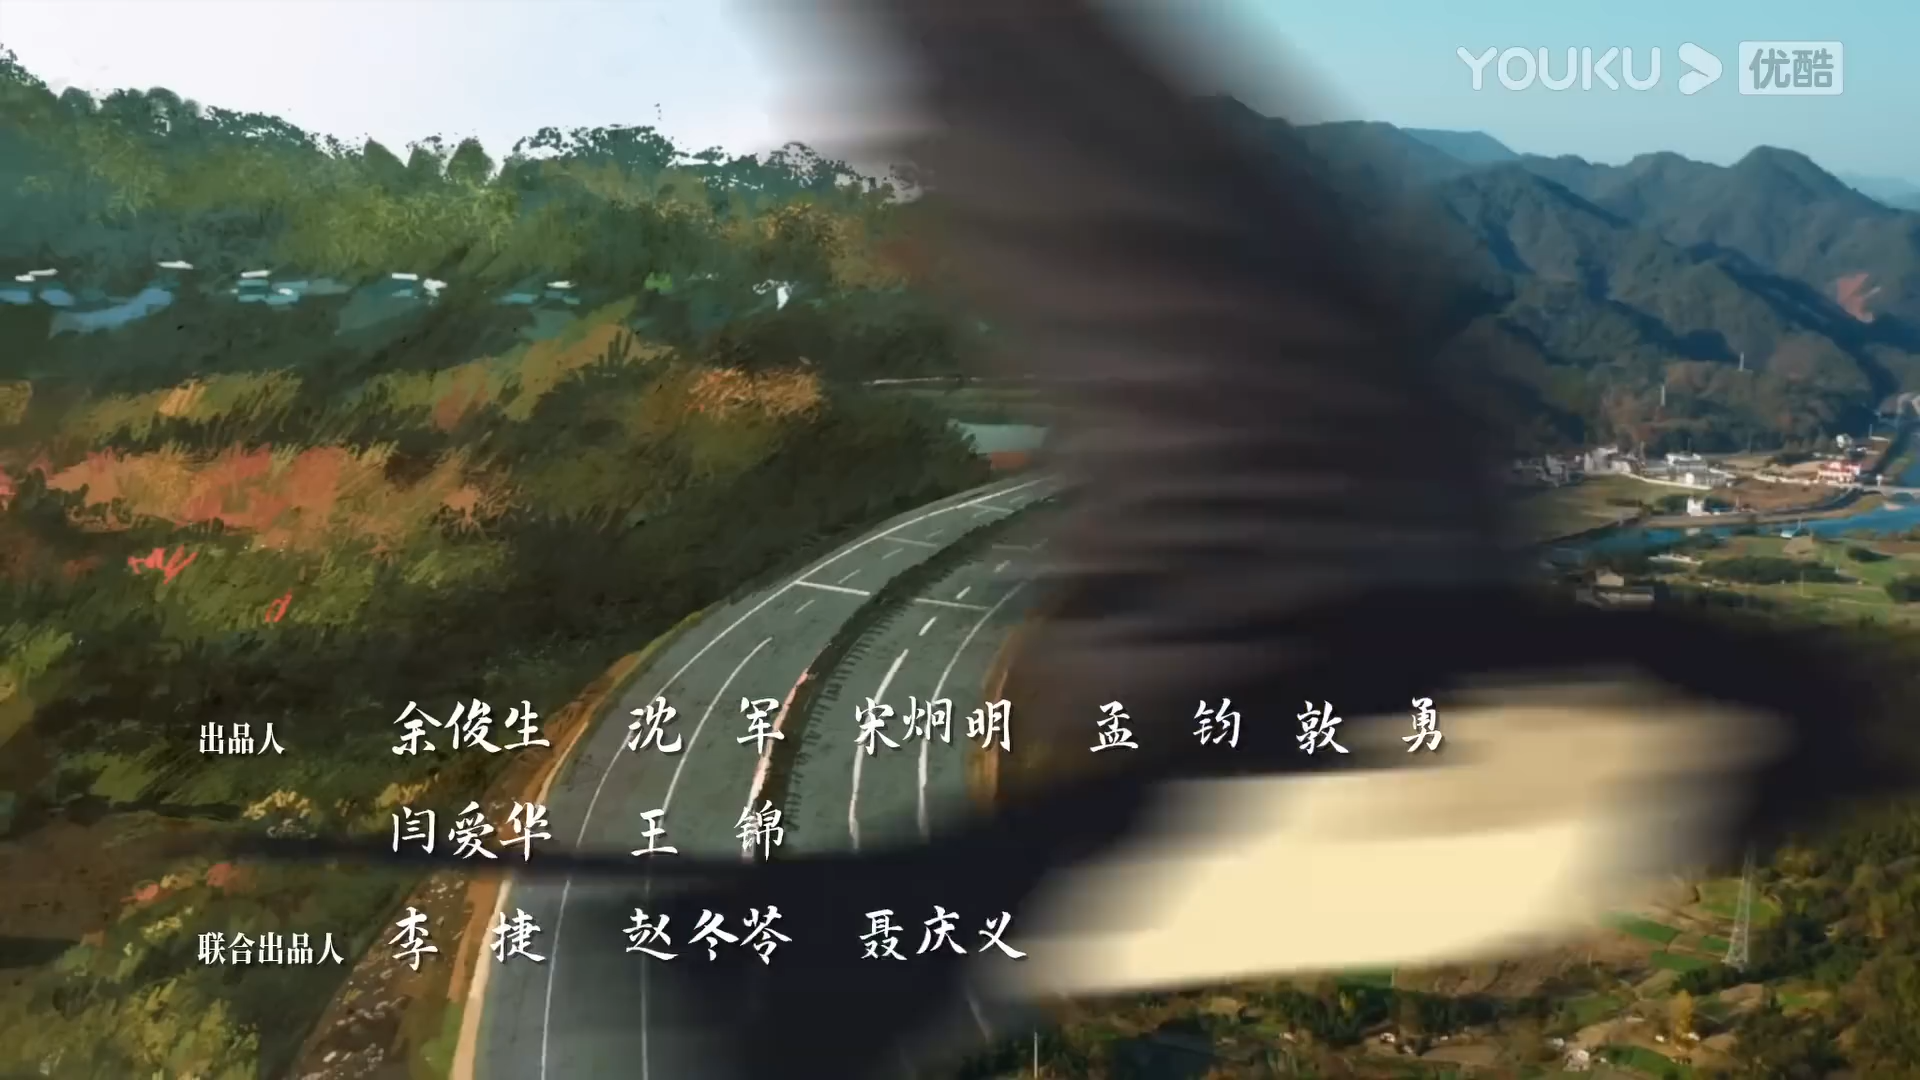 YOUKU 优酷
出品人 余俊生 沈军 宋炯明 孟钧 敦勇
闫爱华 王锦
联合出品人 李捷 赵冬苓 聂庆义